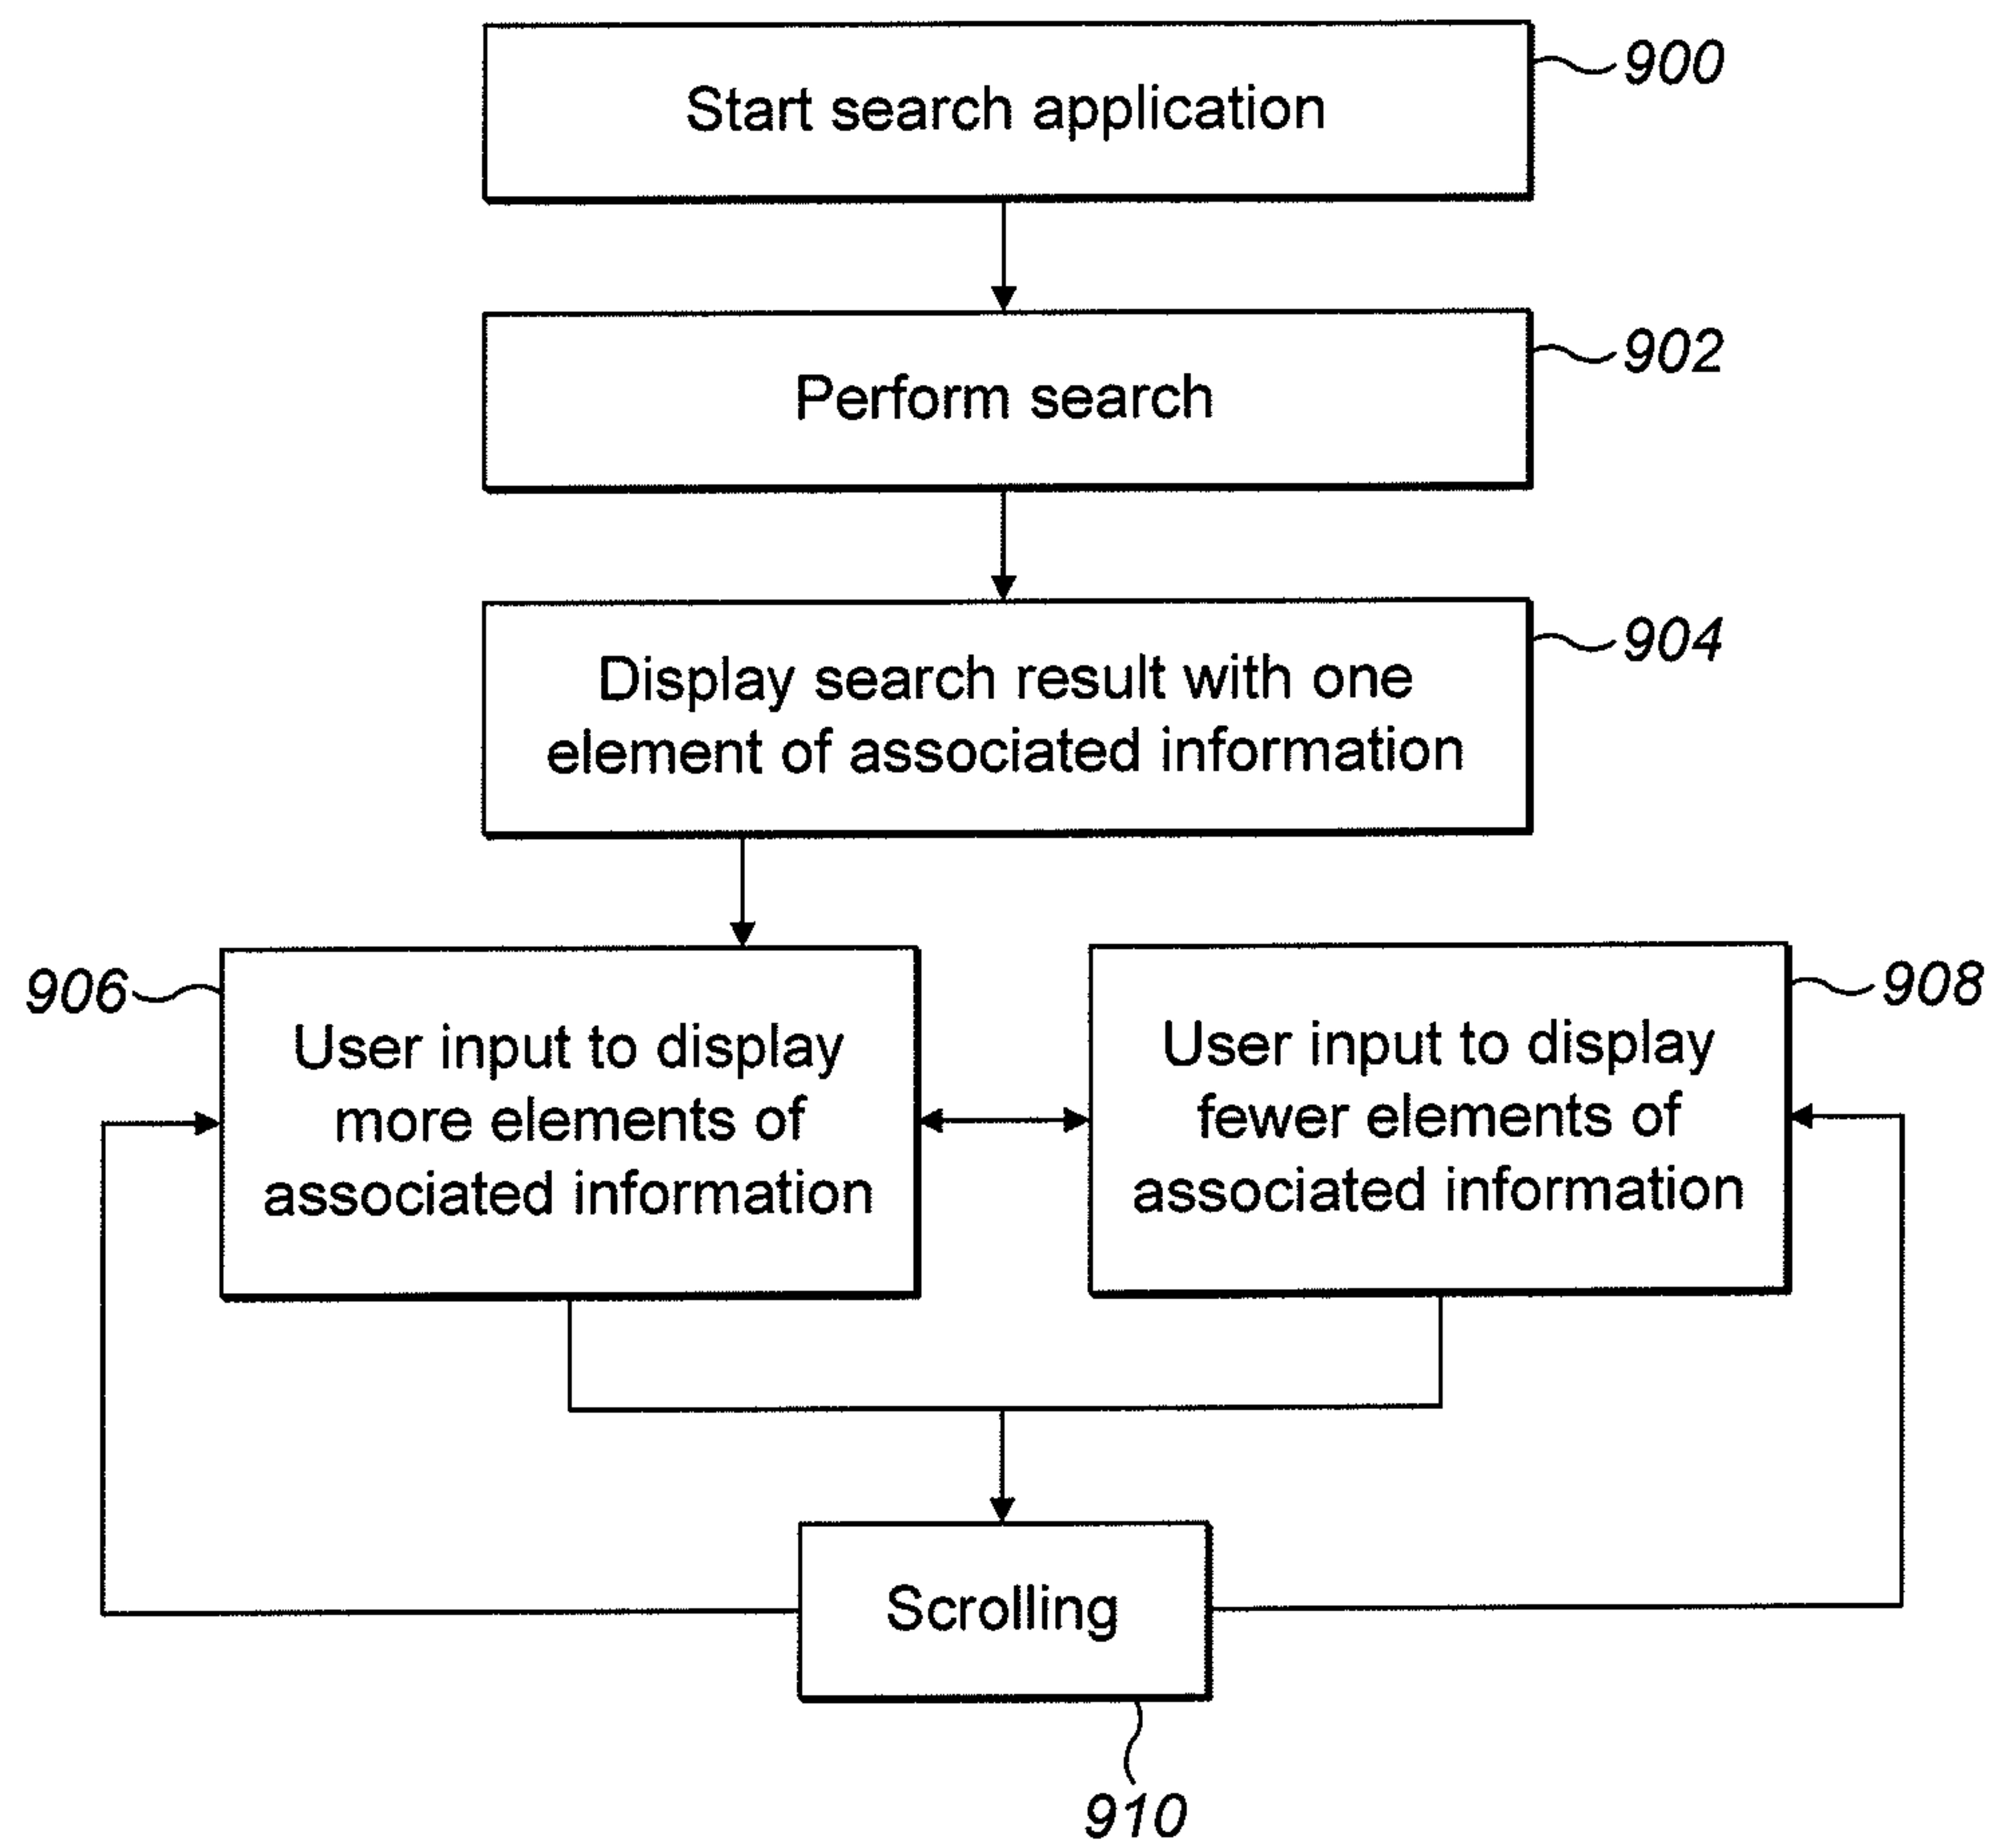 Start search application
900
Perform search
902
Display search result with one
element of associated information
904
906
User input to display
more elements of
associated information
User input to display
fewer elements of
associated information
908
Scrolling
910